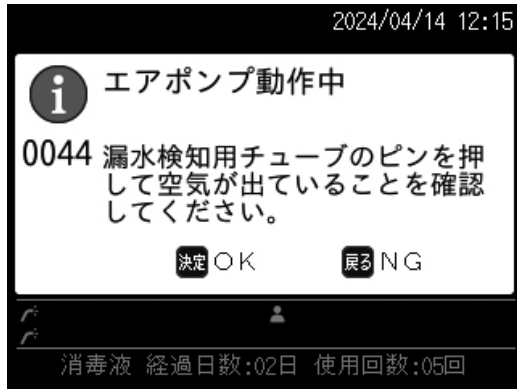 2024/04/14 12:15
i エアポンプ動作中
0044 漏水検知用チューブのピンを押
して空気が出ていることを確認
してください。
決定 OK 戻る NG
消毒液 経過日数:02日 使用回数:05回